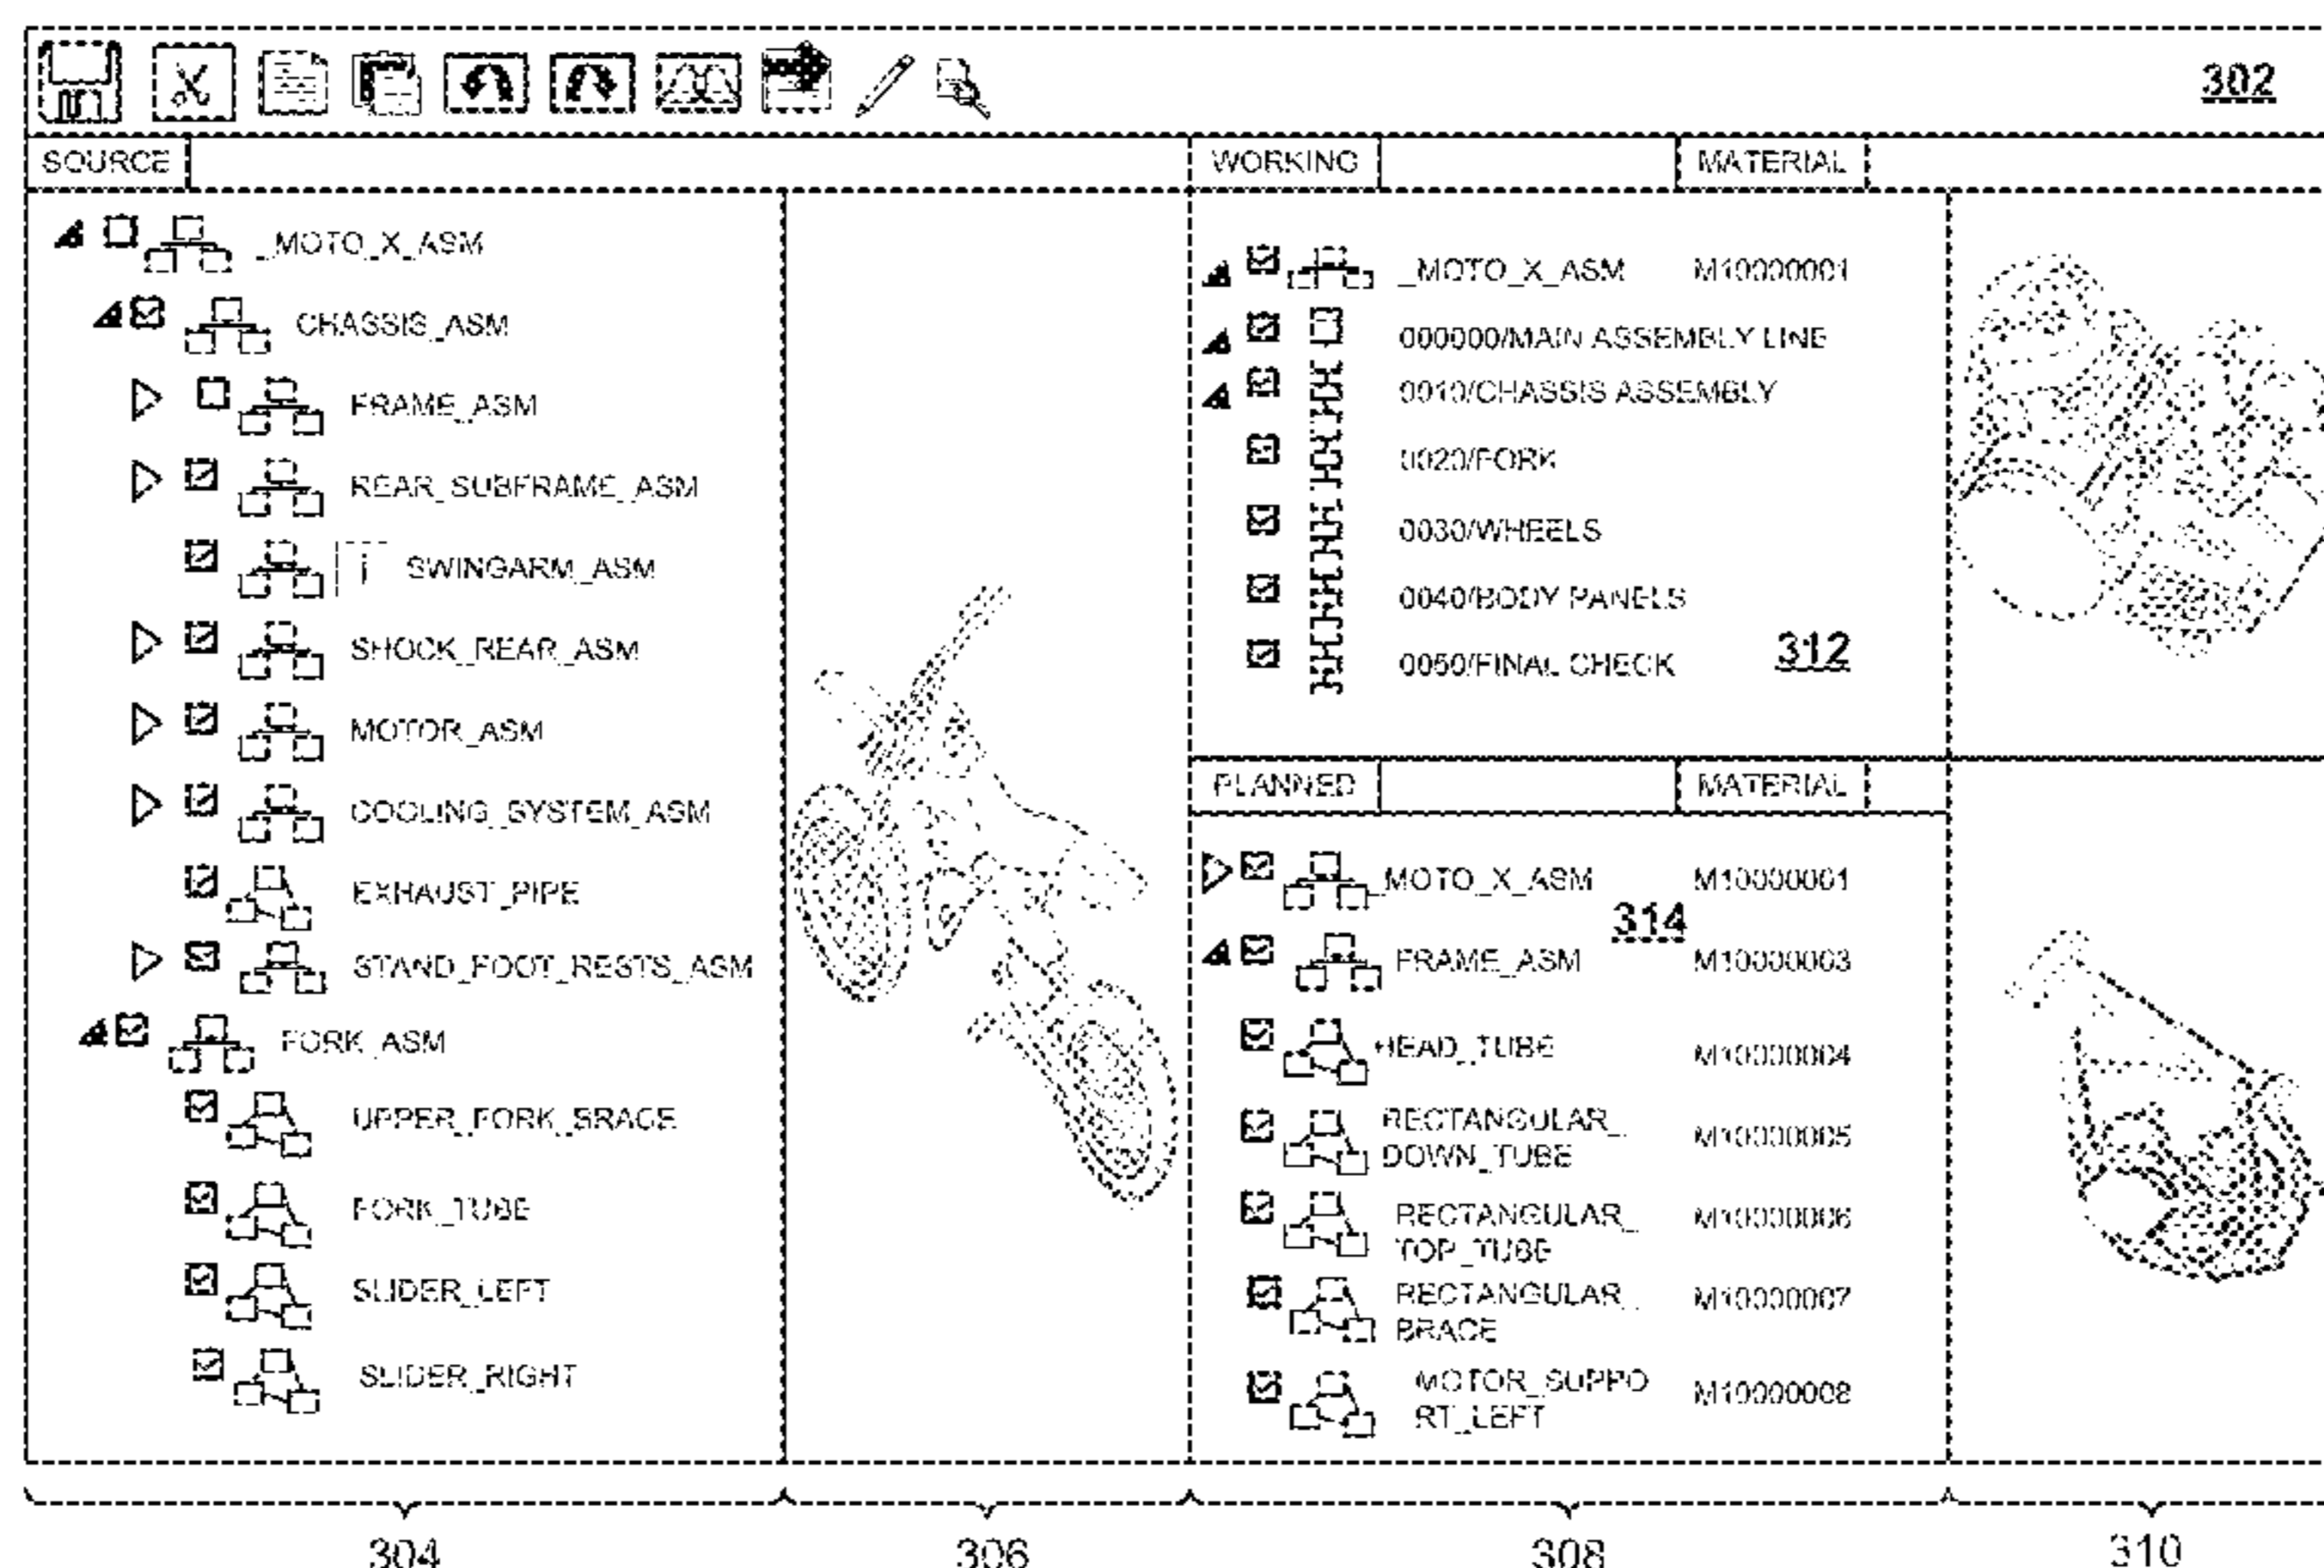 302
SOURCE
_MOTO_X_ASM
CHASSIS_ASM
FRAME_ASM
REAR_SUBFRAME_ASM
i SWINGARM_ASM
SHOCK_REAR_ASM
MOTOR_ASM
COOLING_SYSTEM_ASM
EXHAUST_PIPE
STAND_FOOT_RESTS_ASM
FORK_ASM
UPPER_FORK_BRACE
FORK_TUBE
SLIDER_LEFT
SLIDER_RIGHT
WORKING MATERIAL
_MOTO_X_ASM M10000001
000000/MAIN ASSEMBLY LINE
0010/CHASSIS ASSEMBLY
0020/FORK
0030/WHEELS
0040/BODY PANELS
0050/FINAL CHECK
312
PLANNED MATERIAL
_MOTO_X_ASM M10000001
314
FRAME_ASM M10000003
HEAD_TUBE M10000004
RECTANGULAR_ M10000005
DOWN_TUBE
RECTANGULAR_ M10000006
TOP_TUBE
RECTANGULAR_ M10000007
BRACE
MOTOR_SUPPO M10000008
RT_LEFT
304 306 308 310